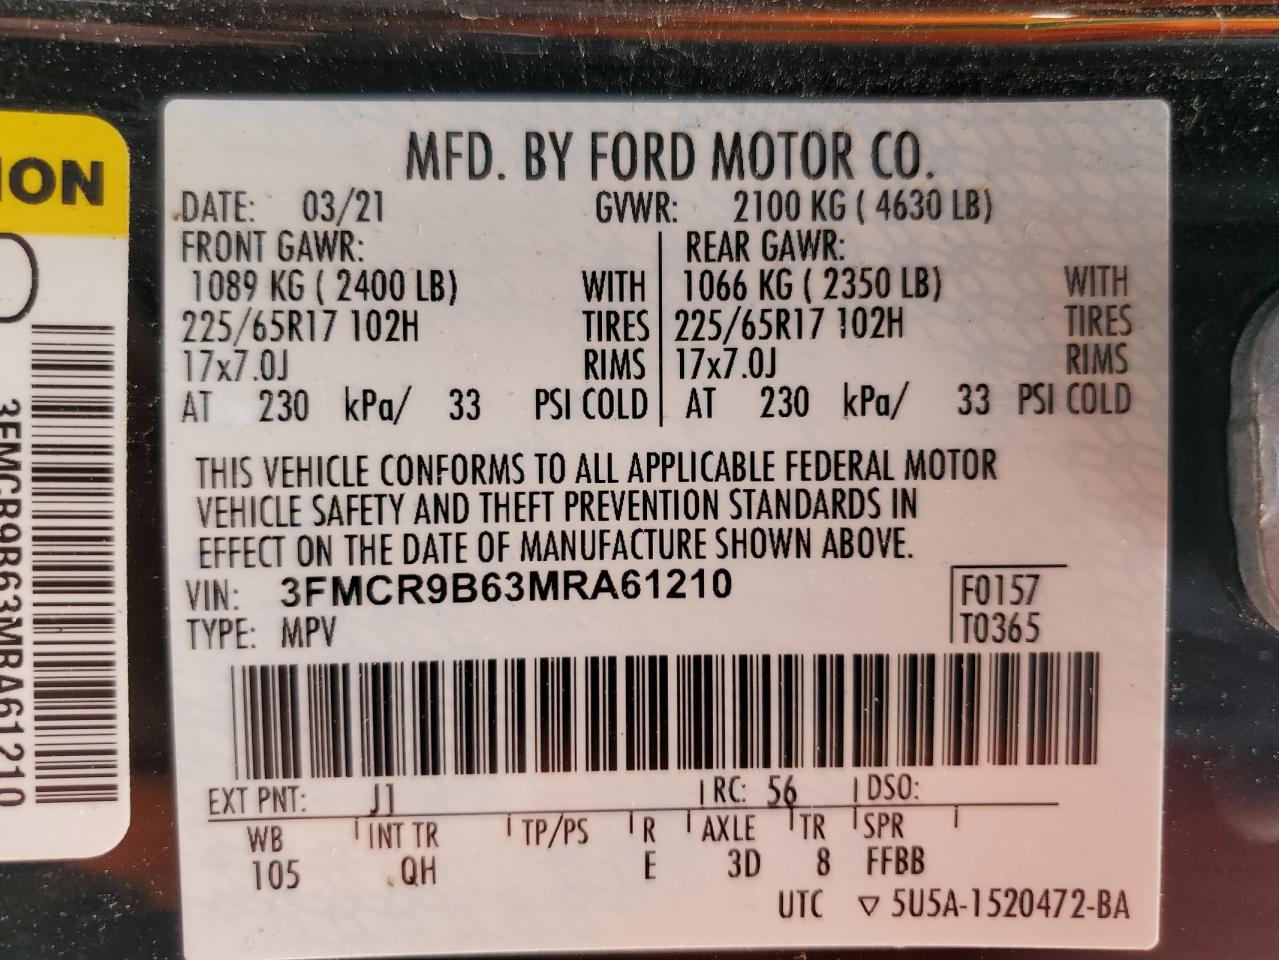 ION
3FMCR9B63MRA61210
MFD. BY FORD MOTOR CO.
DATE: 03/21 GVWR: 2100 KG ( 4630 LB)
FRONT GAWR: REAR GAWR:
1089 KG ( 2400 LB) WITH 1066 KG ( 2350 LB) WITH
225/65R17 102H TIRES 225/65R17 102H TIRES
17x7.0J RIMS 17x7.0J RIMS
AT 230 kPa/ 33 PSI COLD AT 230 kPa/ 33 PSI COLD
THIS VEHICLE CONFORMS TO ALL APPLICABLE FEDERAL MOTOR
VEHICLE SAFETY AND THEFT PREVENTION STANDARDS IN
EFFECT ON THE DATE OF MANUFACTURE SHOWN ABOVE.
VIN: 3FMCR9B63MRA61210 F0157
TYPE: MPV T0365
EXT PNT: J1 RC: 56 DSO:
WB INT TR TP/PS R AXLE TR SPR
105 QH E 3D 8 FFBB
UTC ▽ 5U5A-1520472-BA